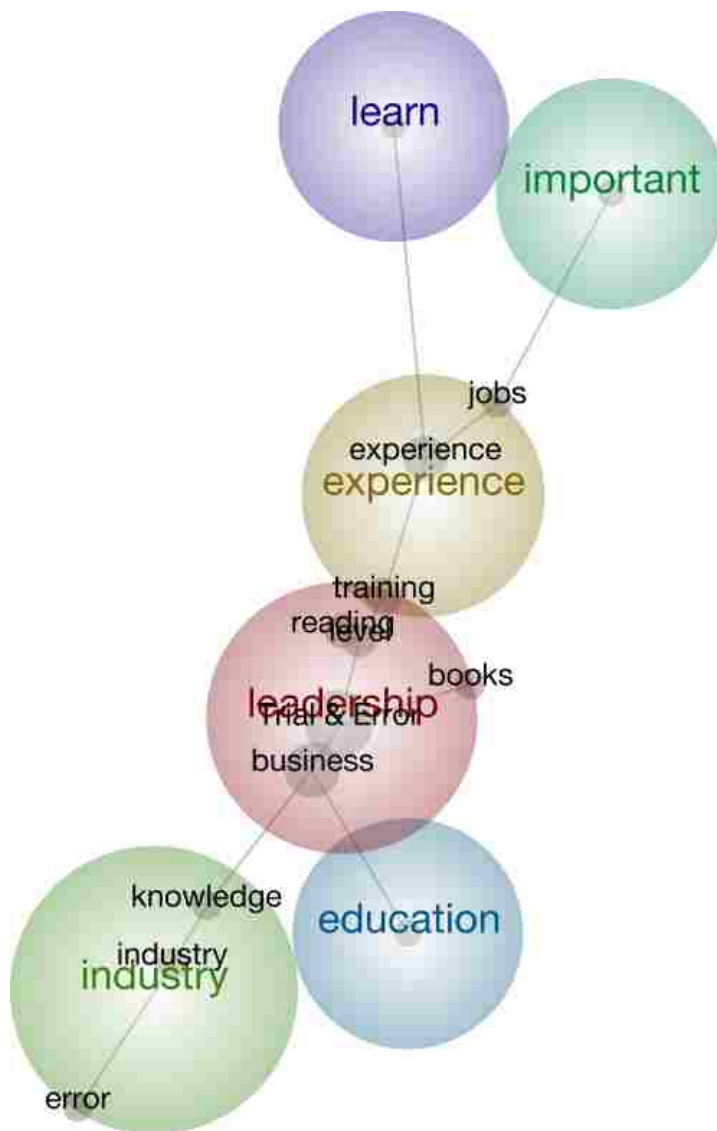 learn
important
jobs
experience
experience
training
reading
level
books
leadership
Trial & Error
business
knowledge
education
industry
industry
error